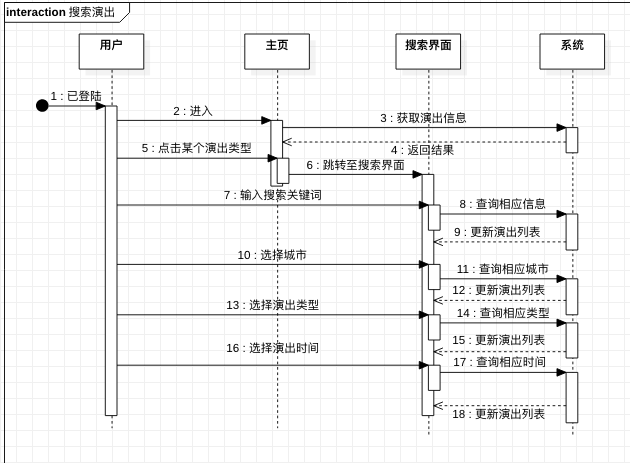 interaction 搜索演出
用户
主页
搜索界面
系统
1 : 已登陆
2 : 进入
3 : 获取演出信息
4 : 返回结果
5 : 点击某个演出类型
6 : 跳转至搜索界面
7 : 输入搜索关键词
8 : 查询相应信息
9 : 更新演出列表
10 : 选择城市
11 : 查询相应城市
12 : 更新演出列表
13 : 选择演出类型
14 : 查询相应类型
15 : 更新演出列表
16 : 选择演出时间
17 : 查询相应时间
18 : 更新演出列表